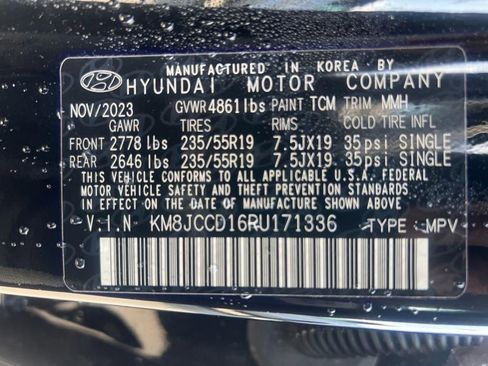 MANUFACTURED IN KOREA BY
HYUNDAI MOTOR COMPANY
NOV/2023 GVWR 4861 lbs PAINT TCM TRIM MMH
GAWR TIRES RIMS COLD TIRE INFL
FRONT 2778 lbs 235/55R19 7.5JX19 35psi SINGLE
REAR 2646 lbs 235/55R19 7.5JX19 35psi SINGLE
THIS VEHICLE CONFORMS TO ALL APPLICABLE U.S.A. FEDERAL
MOTOR VEHICLE SAFETY, BUMPER, AND THEFT PREVENTION STANDARDS
IN EFFECT ON THE DATE OF MANUFACTURE SHOWN ABOVE.
V.I.N KM8JCCD16RU171336 TYPE : MPV